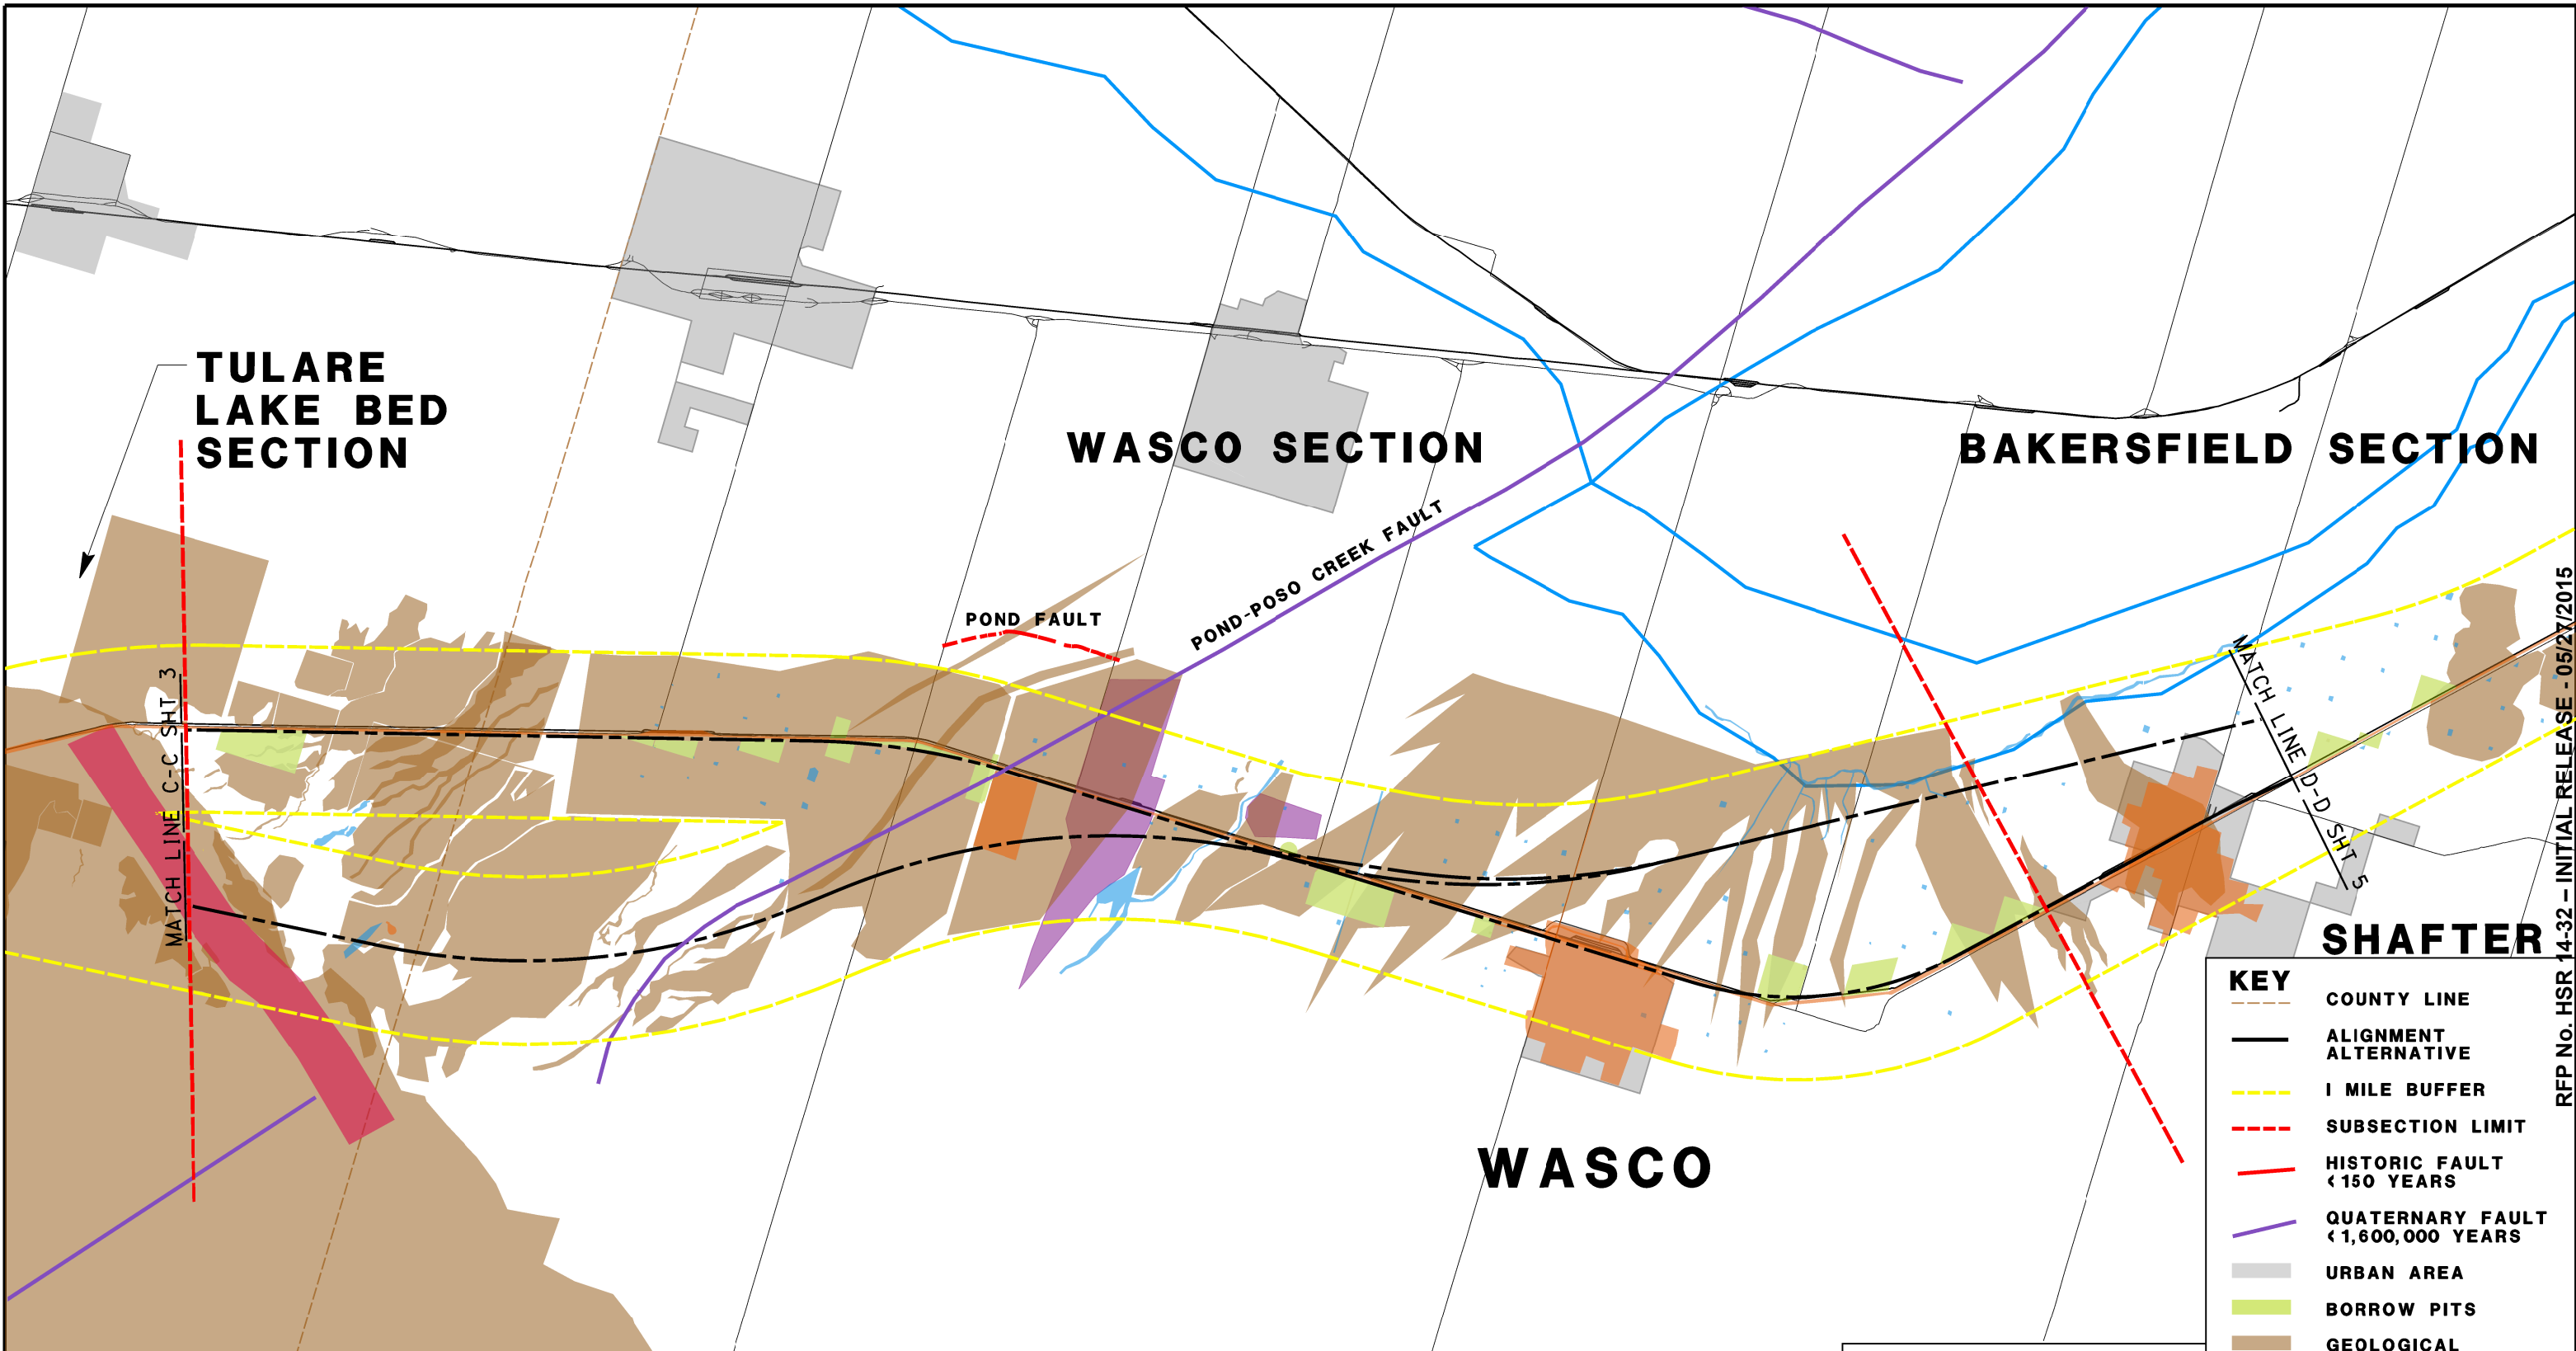 TULARE
LAKE BED
SECTION
WASCO SECTION
BAKERSFIELD SECTION
POND FAULT
POND-POSO CREEK FAULT
MATCH LINE C-C SHT 3
MATCH LINE D-D SHT 5
SHAFTER
WASCO
KEY
COUNTY LINE
ALIGNMENT
ALTERNATIVE
1 MILE BUFFER
SUBSECTION LIMIT
HISTORIC FAULT
<150 YEARS
QUATERNARY FAULT
<1,600,000 YEARS
URBAN AREA
BORROW PITS
GEOLOGICAL
RFP No. HSR 14-32 - INITIAL RELEASE - 05/27/2015